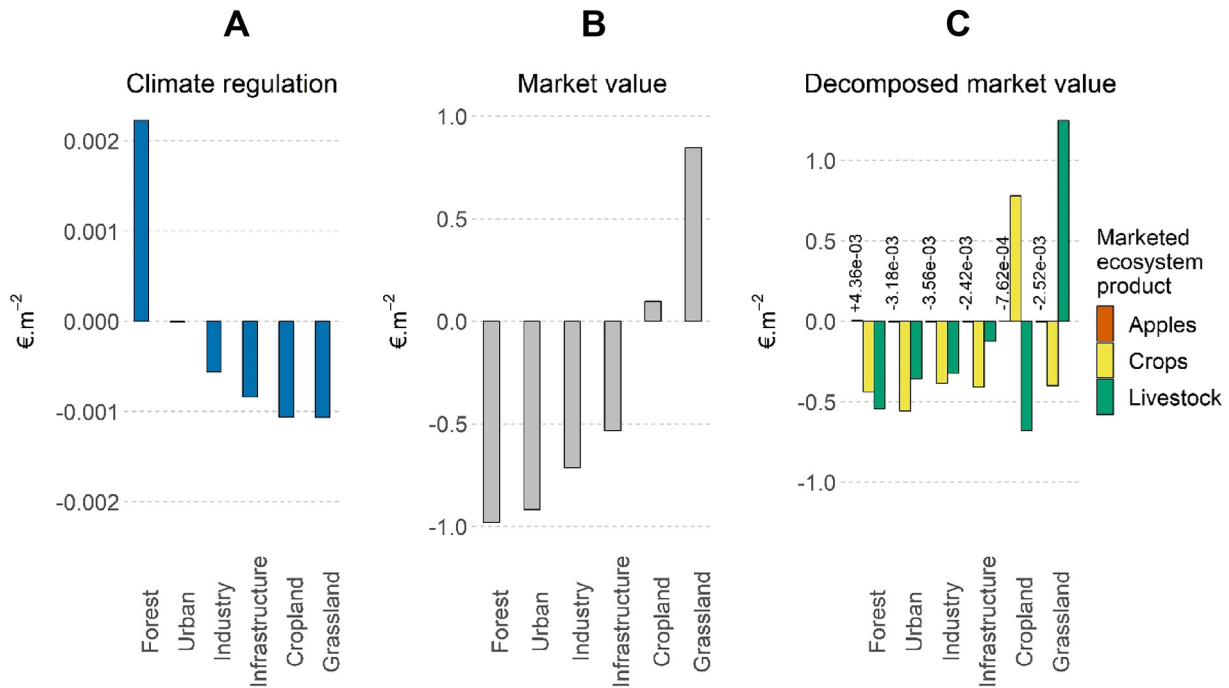 A
B
C
Climate regulation
Market value
Decomposed market value
€.m⁻²
0.002
0.001
0.000
-0.001
-0.002
Forest
Urban
Industry
Infrastructure
Cropland
Grassland
€.m⁻²
1.0
0.5
0.0
-0.5
-1.0
Forest
Urban
Industry
Infrastructure
Cropland
Grassland
€.m⁻²
1.0
0.5
0.0
-0.5
-1.0
+4.36e-03
-3.18e-03
-3.56e-03
-2.42e-03
-7.62e-04
-2.52e-03
Forest
Urban
Industry
Infrastructure
Cropland
Grassland
Marketed
ecosystem
product
Apples
Crops
Livestock